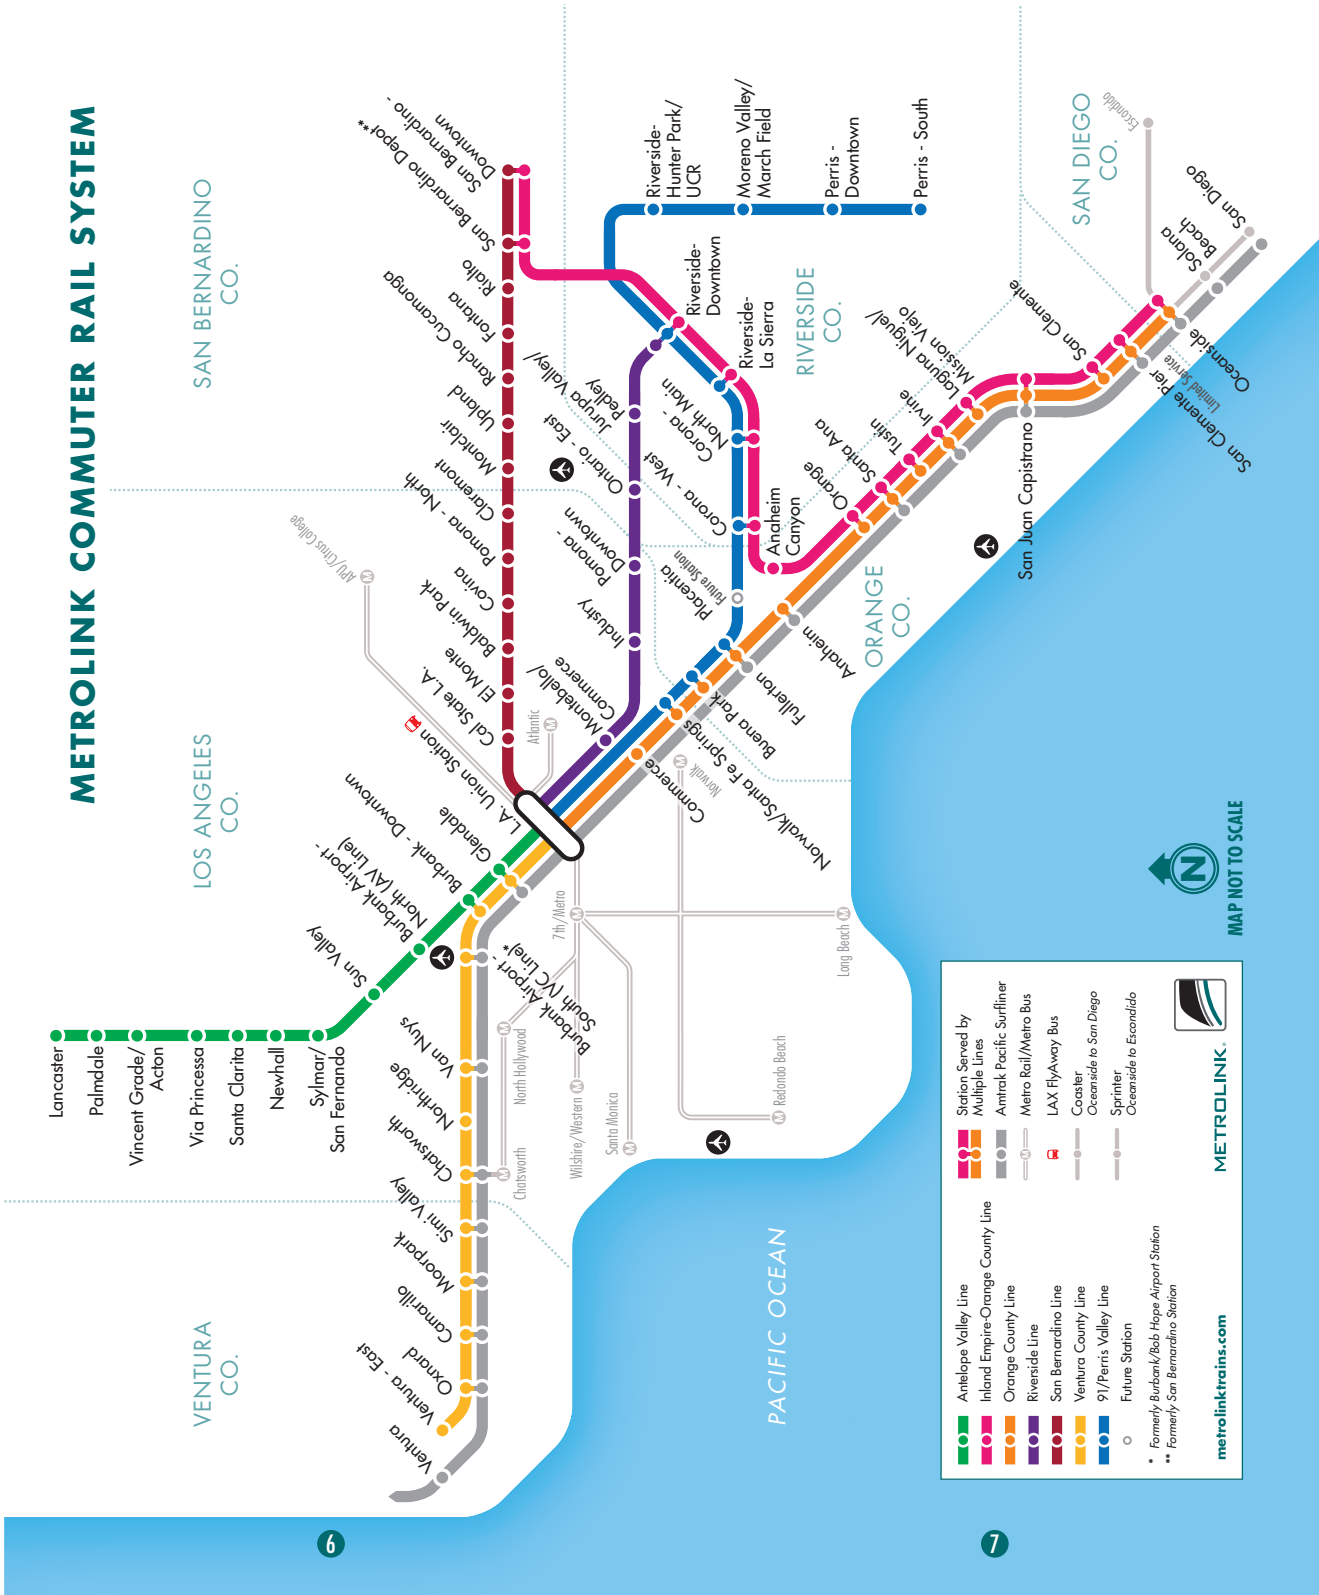 METROLINK COMMUTER RAIL SYSTEM
VENTURA
CO.
LOS ANGELES
CO.
SAN BERNARDINO
CO.
RIVERSIDE
CO.
ORANGE
CO.
SAN DIEGO
CO.
PACIFIC OCEAN
Lancaster
Palmdale
Vincent Grade/
Acton
Via Princessa
Santa Clarita
Newhall
Sylmar/
San Fernando
Sun Valley
Burbank Airport -
North (AV Line)
Burbank - Downtown
Glendale
L.A. Union Station
Ventura
Ventura - East
Oxnard
Camarillo
Moorpark
Simi Valley
Chatsworth
Northridge
Van Nuys
Burbank Airport -
South (VC Line)*
Cal State L.A.
El Monte
Baldwin Park
Covina
Pomona - North
Claremont
Montclair
Upland
Rancho Cucamonga
Fontana
Rialto
San Bernardino Depot**
San Bernardino -
Downtown
Montebello/
Commerce
Industry
Pomona -
Downtown
Ontario - East
Jurupa Valley/
Pedley
Riverside-
Downtown
Riverside-
La Sierra
Corona -
North Main
Corona - West
Placentia
Future Station
Riverside-
Hunter Park/
UCR
Moreno Valley/
March Field
Perris -
Downtown
Perris - South
Commerce
Norwalk/Santa Fe Springs
Buena Park
Fullerton
Anaheim
Anaheim
Canyon
Orange
Santa Ana
Tustin
Irvine
Laguna Niguel/
Mission Viejo
San Juan Capistrano
San Clemente
San Clemente Pier
Limited Service
Oceanside
Solana
Beach
San Diego
Escondido
APU/Citrus College
M
Atlantic
M
Norwalk
M
7th/Metro
M
Long Beach
M
North Hollywood
M
Chatsworth
M
Wilshire/Western
M
Santa Monica
M
Redondo Beach
M
Antelope Valley Line
Inland Empire-Orange County Line
Orange County Line
Riverside Line
San Bernardino Line
Ventura County Line
91/Perris Valley Line
Future Station
* Formerly Burbank/Bob Hope Airport Station
** Formerly San Bernardino Station
metrolinktrains.com
Station Served by
Multiple Lines
Amtrak Pacific Surfliner
M
Metro Rail/Metro Bus
LAX FlyAway Bus
Coaster
Oceanside to San Diego
Sprinter
Oceanside to Escondido
METROLINK.
N
MAP NOT TO SCALE
6
7